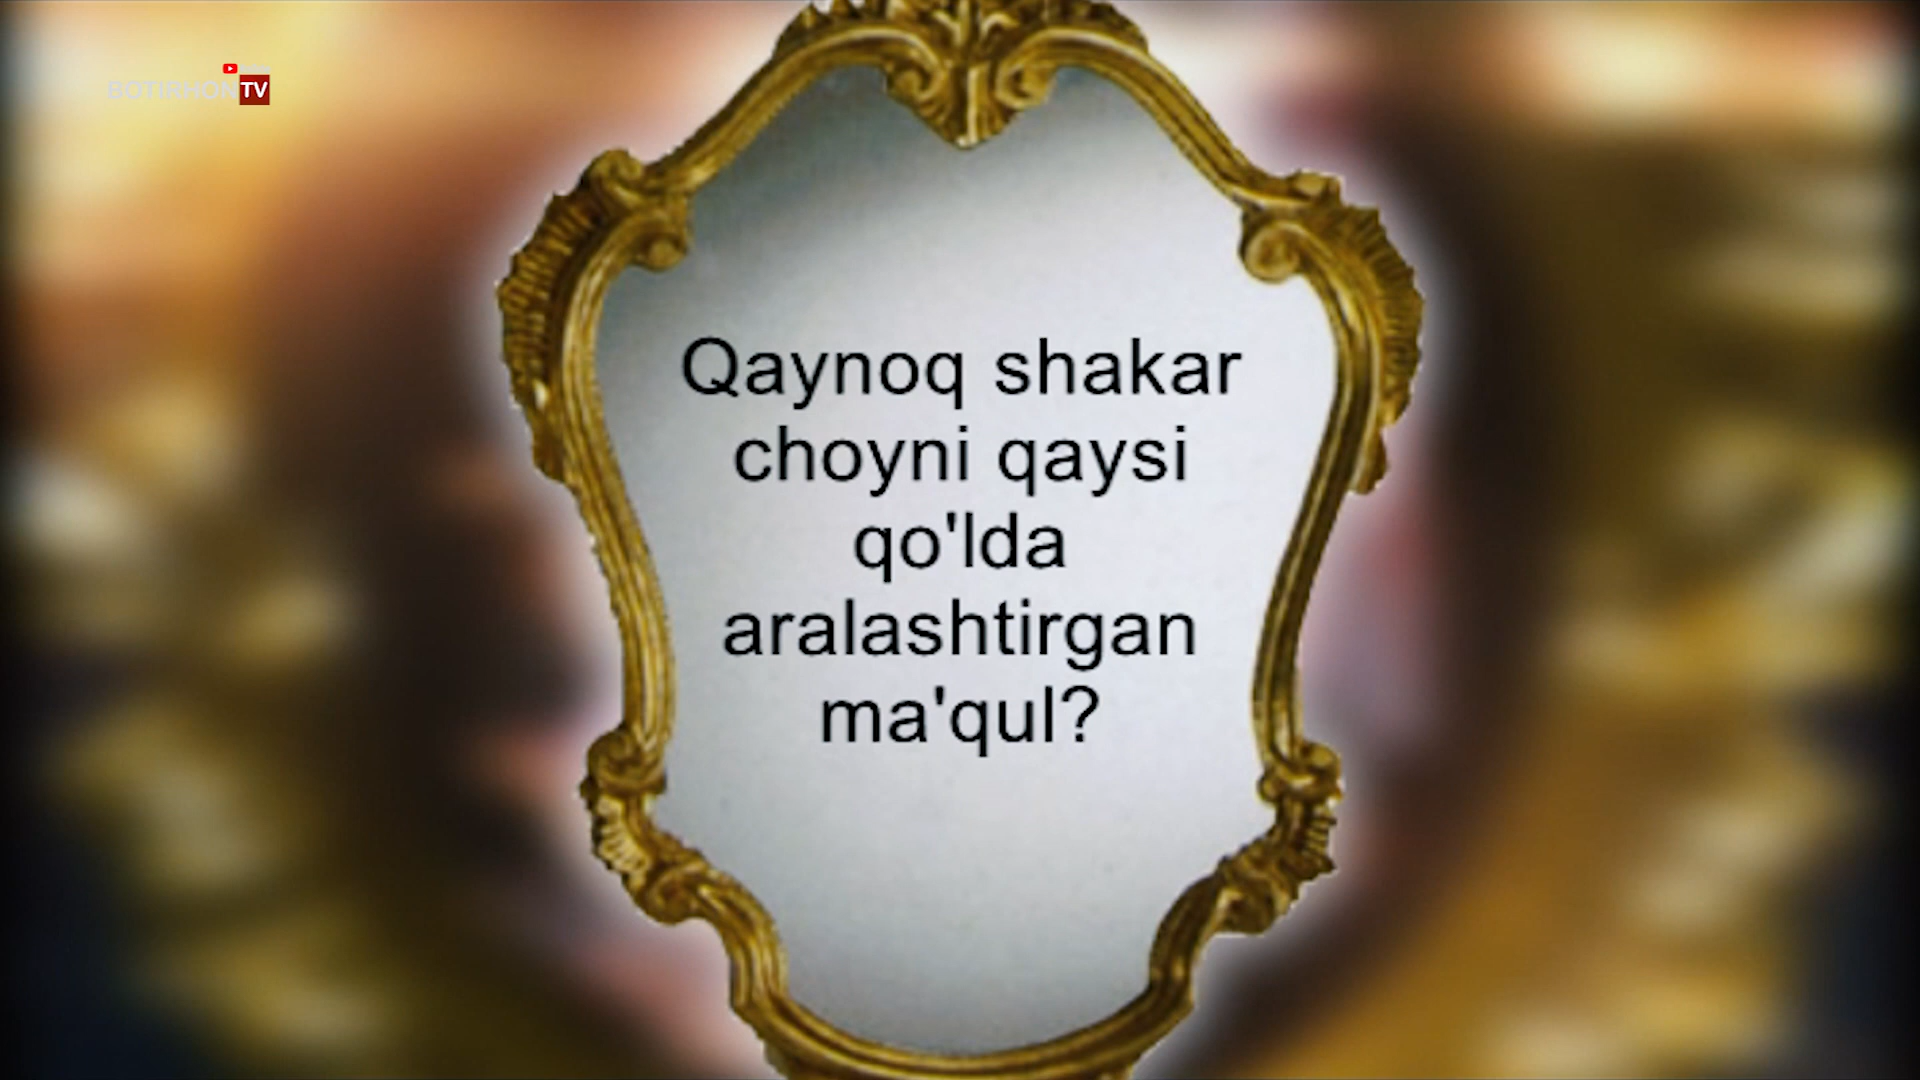 BOTIRHON TV
Qaynoq shakar
choyni qaysi
qo'lda
aralashtirgan
ma'qul?